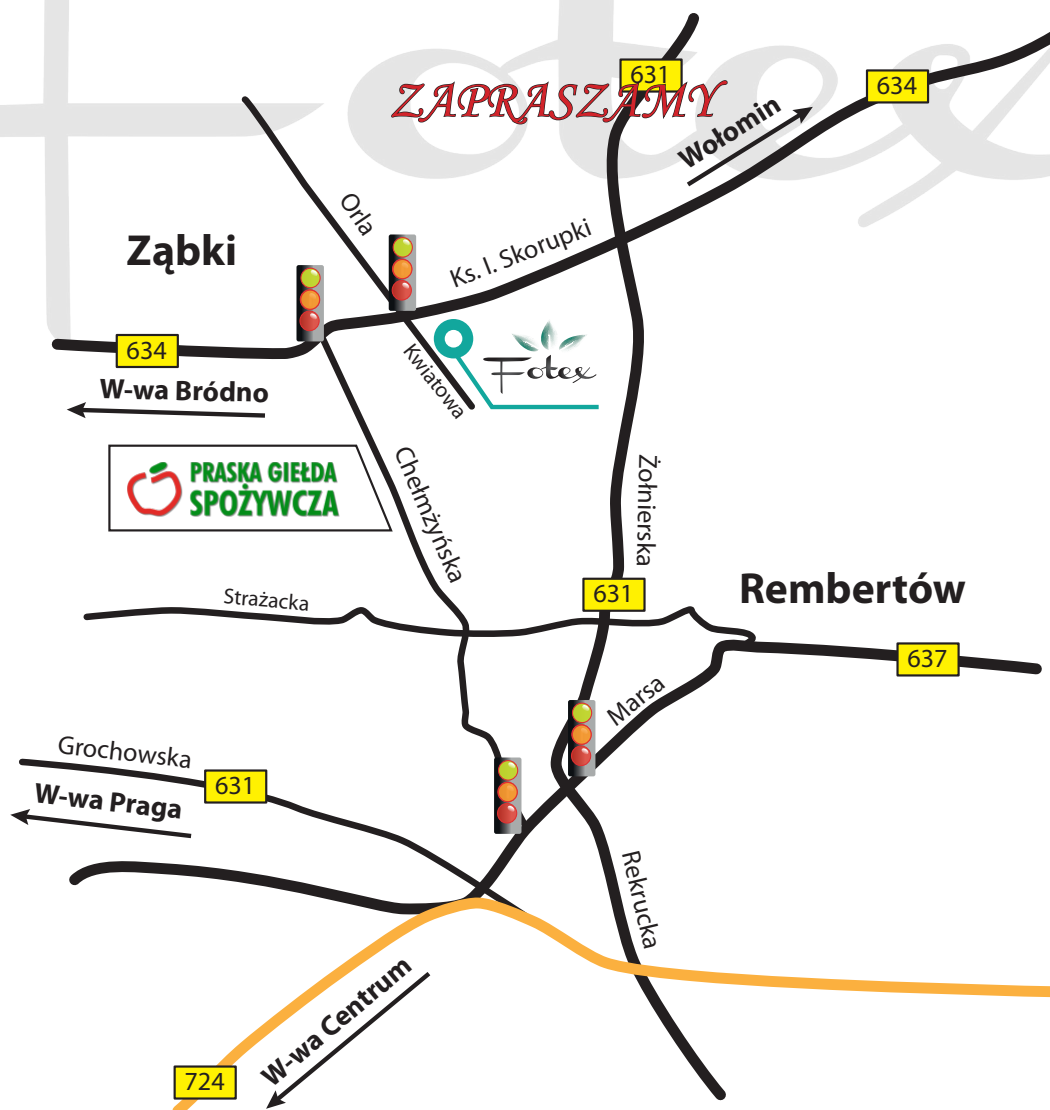 Fotex
631
ZAPRASZAMY
634
Wołomin
Orla
Ząbki
Ks. I. Skorupki
634
Kwiatowa
Fotex
W-wa Bródno
PRASKA GIEŁDA
SPOŻYWCZA
Chełmżyńska
Żołnierska
Strażacka
631
Rembertów
637
Marsa
Grochowska
631
W-wa Praga
Rekrucka
W-wa Centrum
724